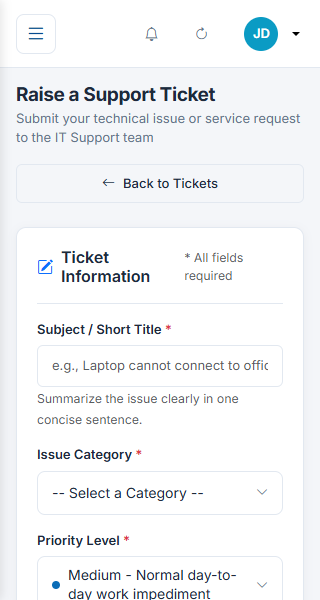 JD
Raise a Support Ticket
Submit your technical issue or service request
to the IT Support team
Back to Tickets
Ticket
Information
* All fields
required
Subject / Short Title *
e.g., Laptop cannot connect to offic
Summarize the issue clearly in one
concise sentence.
Issue Category *
-- Select a Category --
Priority Level *
Medium - Normal day-to-
day work impediment